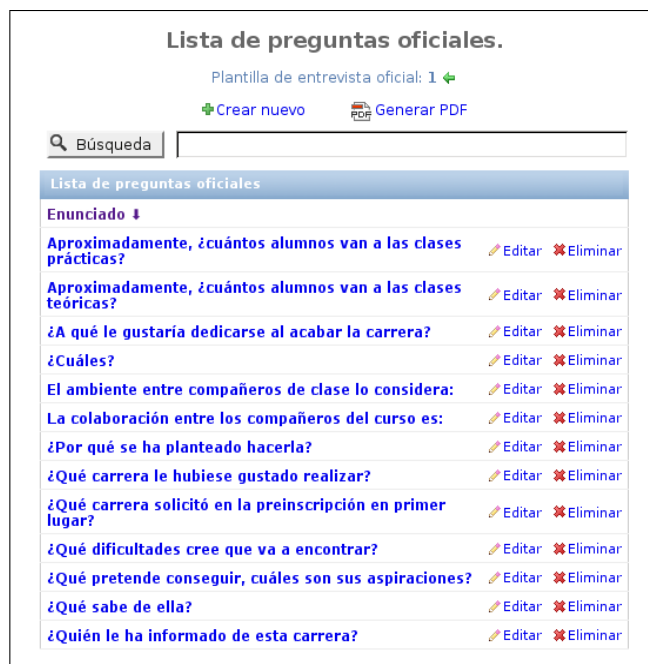 Lista de preguntas oficiales.
Plantilla de entrevista oficial: 1
Crear nuevo PDF Generar PDF
Búsqueda
Lista de preguntas oficiales
Enunciado
Aproximadamente, ¿cuántos alumnos van a las clases
prácticas? Editar Eliminar
Aproximadamente, ¿cuántos alumnos van a las clases
teóricas? Editar Eliminar
¿A qué le gustaría dedicarse al acabar la carrera? Editar Eliminar
¿Cuáles? Editar Eliminar
El ambiente entre compañeros de clase lo considera: Editar Eliminar
La colaboración entre los compañeros del curso es: Editar Eliminar
¿Por qué se ha planteado hacerla? Editar Eliminar
¿Qué carrera le hubiese gustado realizar? Editar Eliminar
¿Qué carrera solicitó en la preinscripción en primer
lugar? Editar Eliminar
¿Qué dificultades cree que va a encontrar? Editar Eliminar
¿Qué pretende conseguir, cuáles son sus aspiraciones? Editar Eliminar
¿Qué sabe de ella? Editar Eliminar
¿Quién le ha informado de esta carrera? Editar Eliminar